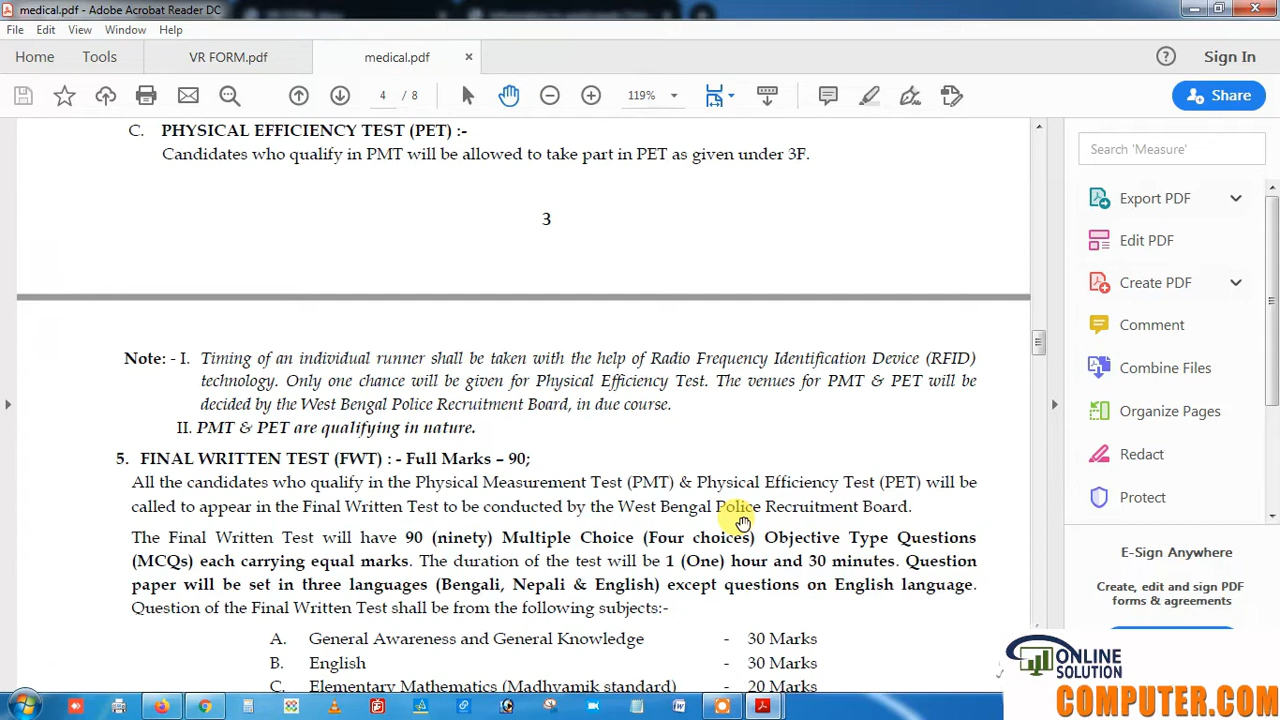 medical.pdf - Adobe Acrobat Reader DC
File Edit View Window Help
Home Tools VR FORM.pdf medical.pdf × Sign In
4 / 8 119% Share
C. PHYSICAL EFFICIENCY TEST (PET) :-
Candidates who qualify in PMT will be allowed to take part in PET as given under 3F.
3
Note: - I. Timing of an individual runner shall be taken with the help of Radio Frequency Identification Device (RFID)
technology. Only one chance will be given for Physical Efficiency Test. The venues for PMT & PET will be
decided by the West Bengal Police Recruitment Board, in due course.
II. PMT & PET are qualifying in nature.
5. FINAL WRITTEN TEST (FWT) : - Full Marks – 90;
All the candidates who qualify in the Physical Measurement Test (PMT) & Physical Efficiency Test (PET) will be
called to appear in the Final Written Test to be conducted by the West Bengal Police Recruitment Board.
The Final Written Test will have 90 (ninety) Multiple Choice (Four choices) Objective Type Questions
(MCQs) each carrying equal marks. The duration of the test will be 1 (One) hour and 30 minutes. Question
paper will be set in three languages (Bengali, Nepali & English) except questions on English language.
Question of the Final Written Test shall be from the following subjects:-
A. General Awareness and General Knowledge - 30 Marks
B. English - 30 Marks
C. Elementary Mathematics (Madhyamik standard) - 20 Marks
Search 'Measure'
Export PDF
Edit PDF
Create PDF
Comment
Combine Files
Organize Pages
Redact
Protect
E-Sign Anywhere
Create, edit and sign PDF
forms & agreements
ONLINE
SOLUTION
COMPUTER.COM